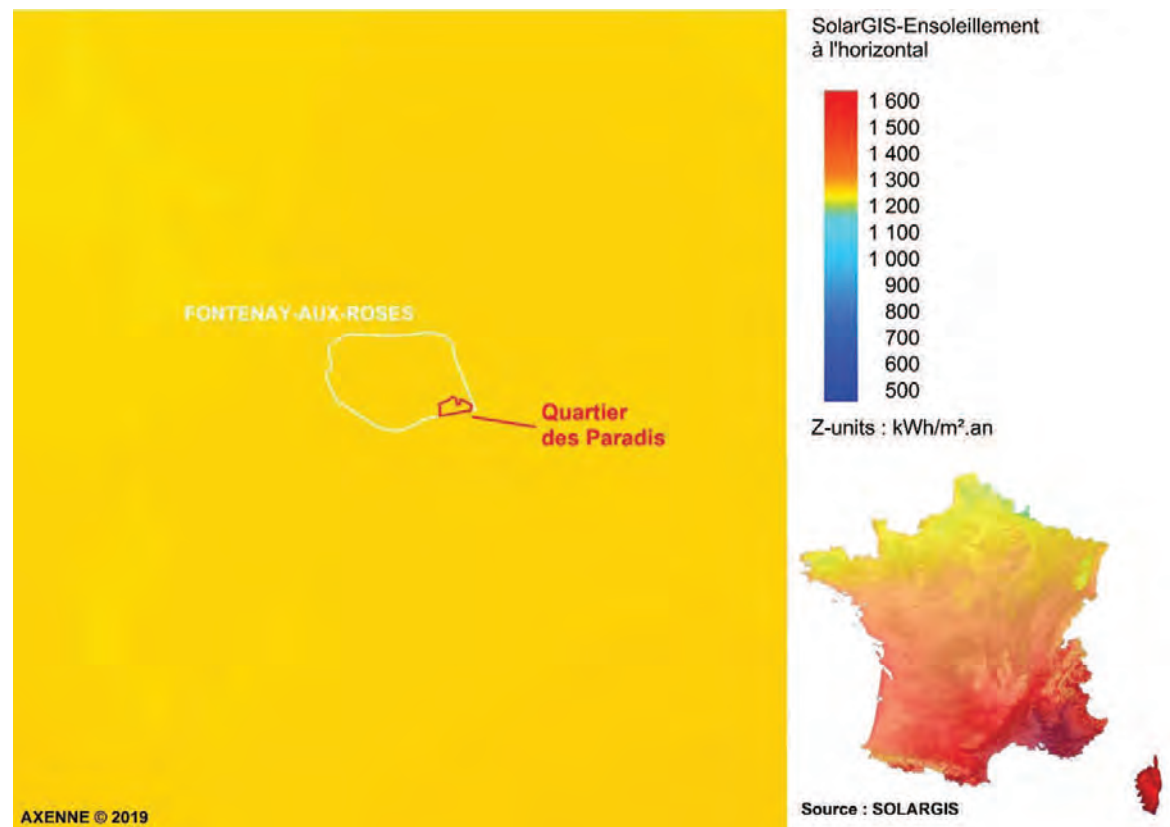 FONTENAY-AUX-ROSES
Quartier
des Paradis
AXENNE © 2019
SolarGIS-Ensoleillement
à l'horizontal
1 600
1 500
1 400
1 300
1 200
1 100
1 000
900
800
700
600
500
Z-units : kWh/m².an
Source : SOLARGIS